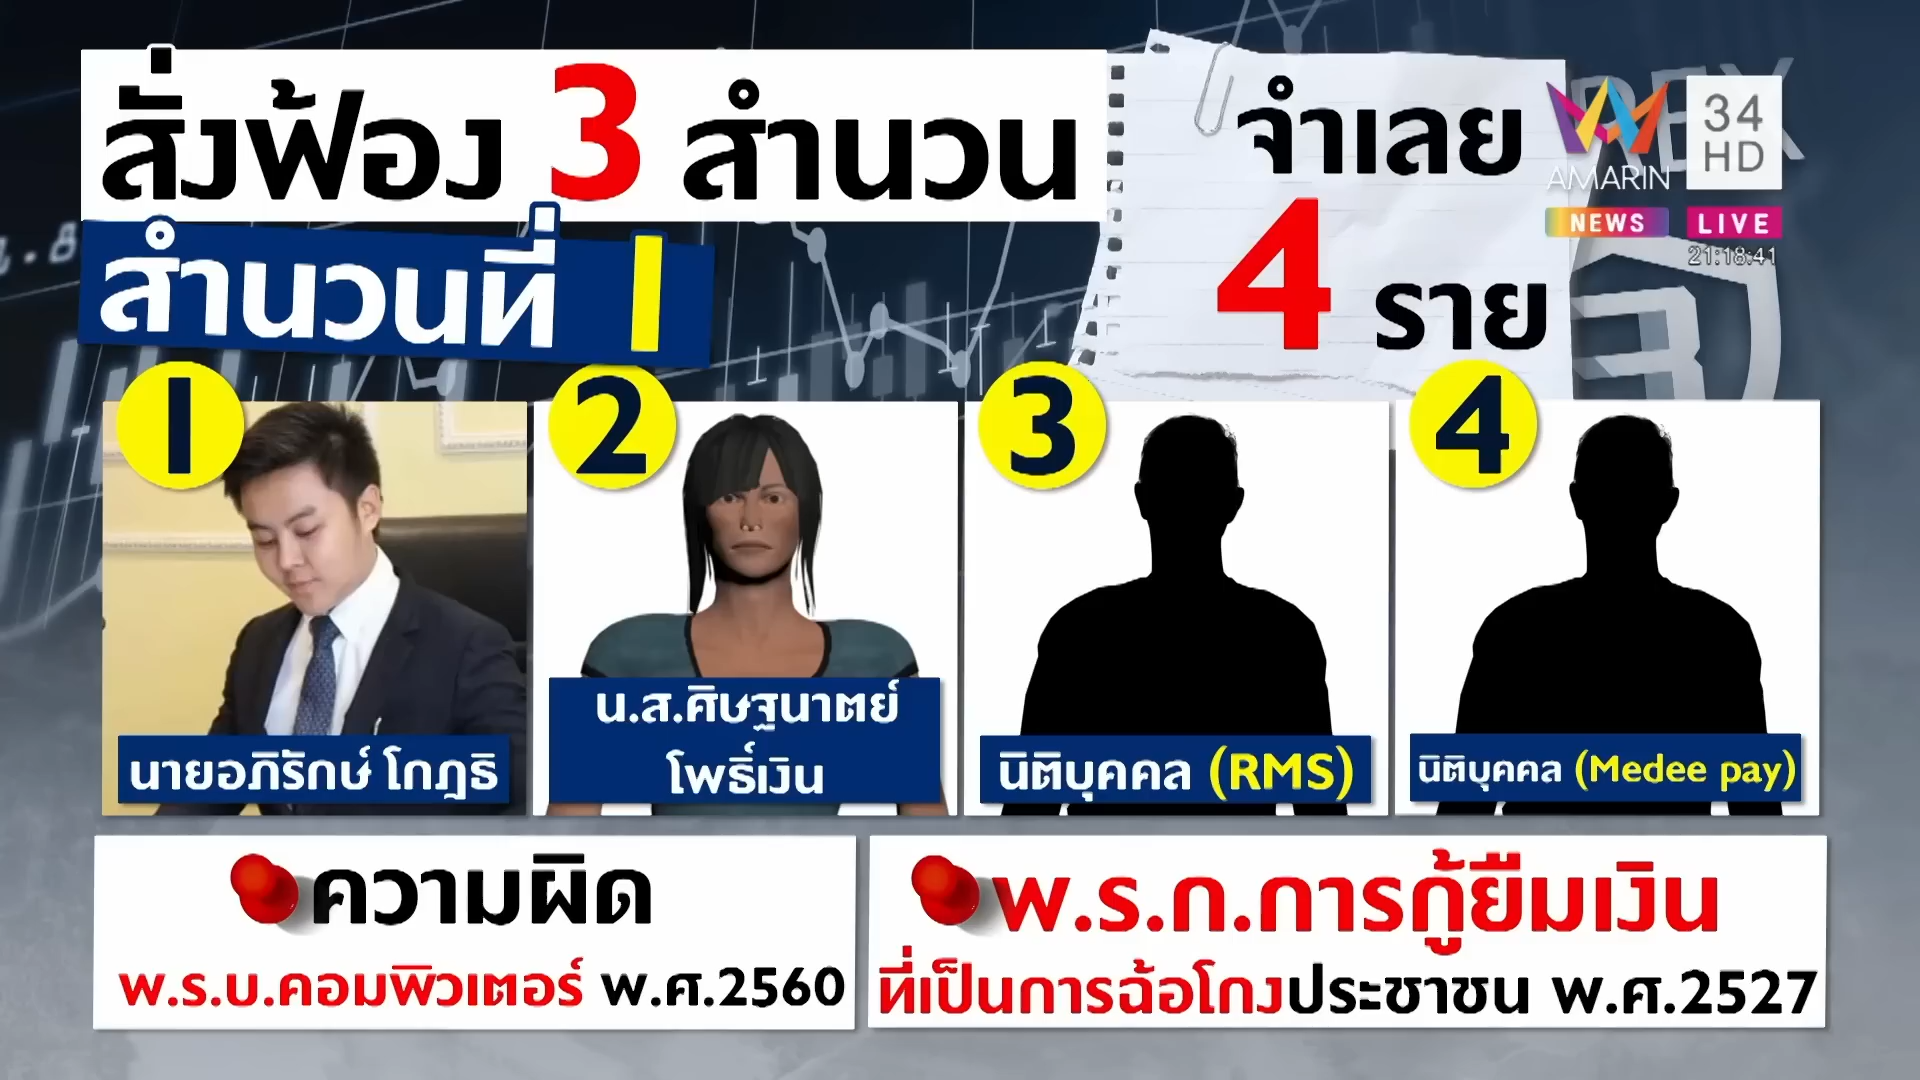 สั่งฟ้อง 3 สำนวน
จำเลย
4 ราย
AMARIN
34
HD
NEWS
LIVE
21:18:41
สำนวนที่ 1
1
2
3
4
นายอภิรักษ์ โกฎธิ
น.ส.ศิษฐนาตย์
โพธิ์เงิน
นิติบุคคล (RMS)
นิติบุคคล (Medee pay)
ความผิด
พ.ร.บ.คอมพิวเตอร์ พ.ศ.2560
พ.ร.ก.การกู้ยืมเงิน
ที่เป็นการฉ้อโกงประชาชน พ.ศ.2527